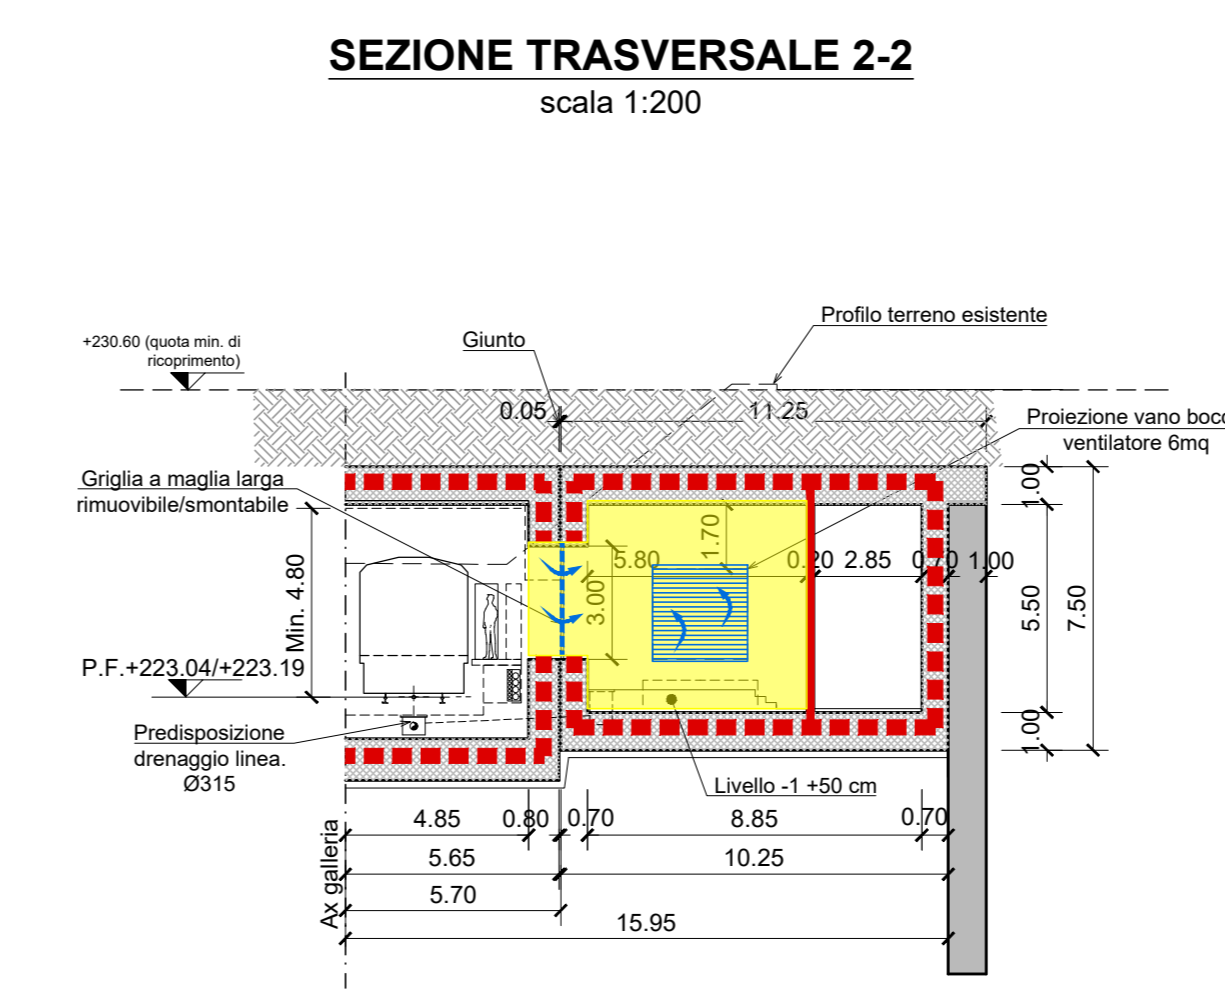 SEZIONE TRASVERSALE 2-2
scala 1:200
Profilo terreno esistente
+230.60 (quota min. di
ricoprimento)
Giunto
0.05
11.25
Proiezione vano bocc
ventilatore 6mq
Griglia a maglia larga
rimuovibile/smontabile
1.00
1.70
5.80
0.20
2.85
0.70
1.00
Min. 4.80
3.00
5.50
7.50
P.F.+223.04/+223.19
Predisposizione
drenaggio linea.
Ø315
1.00
Livello -1 +50 cm
4.85
0.80
0.70
8.85
0.70
5.65
10.25
Ax galleria
5.70
15.95